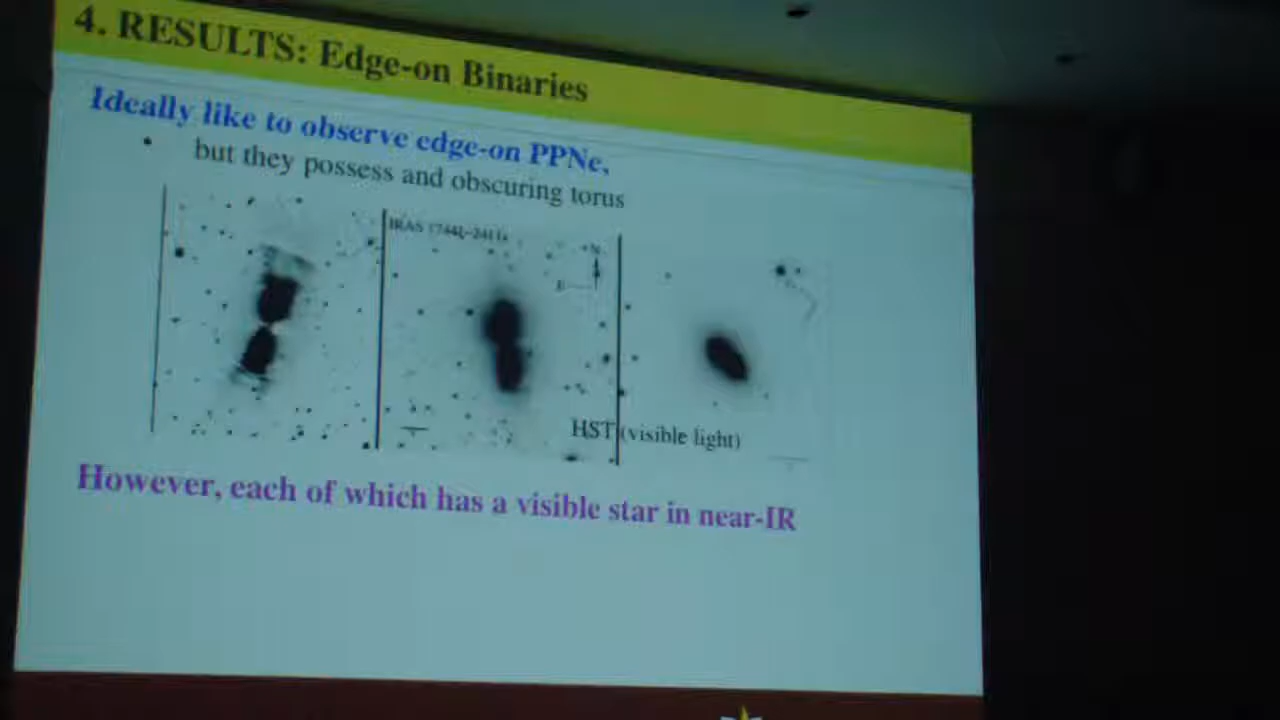 4. RESULTS: Edge-on Binaries
Ideally like to observe edge-on PPNe,
• but they possess and obscuring torus
IRAS
N
E
HST (visible light)
However, each of which has a visible star in near-IR